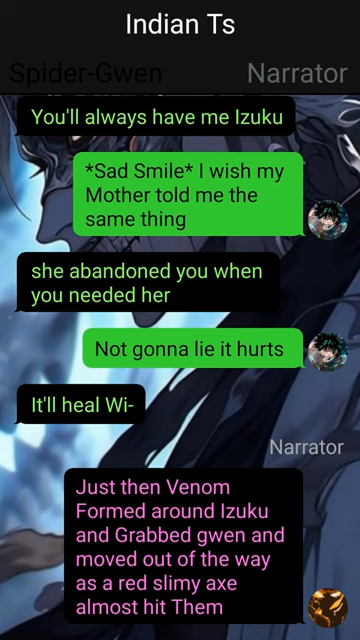 Indian Ts
Spider-Gwen
Narrator
You'll always have me Izuku
*Sad Smile* I wish my
Mother told me the
same thing
she abandoned you when
you needed her
Not gonna lie it hurts
It'll heal Wi-
Narrator
Just then Venom
Formed around Izuku
and Grabbed gwen and
moved out of the way
as a red slimy axe
almost hit Them